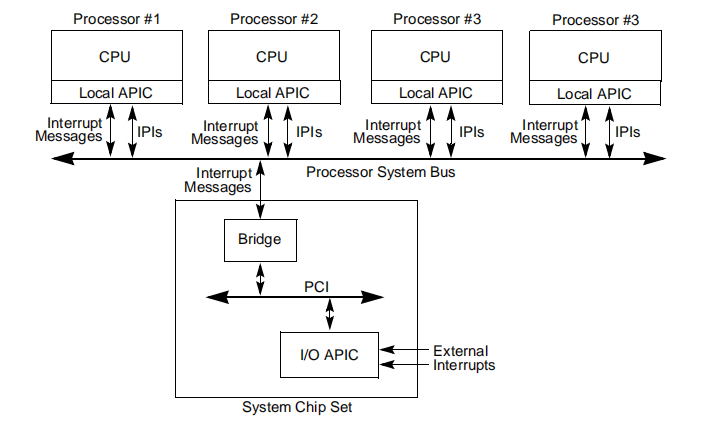 Processor #1
Processor #2
Processor #3
Processor #3
CPU
CPU
CPU
CPU
Local APIC
Local APIC
Local APIC
Local APIC
Interrupt
Messages
IPIs
Interrupt
Messages
IPIs
Interrupt
Messages
IPIs
Interrupt
Messages
IPIs
Processor System Bus
Interrupt
Messages
Bridge
PCI
I/O APIC
External
Interrupts
System Chip Set